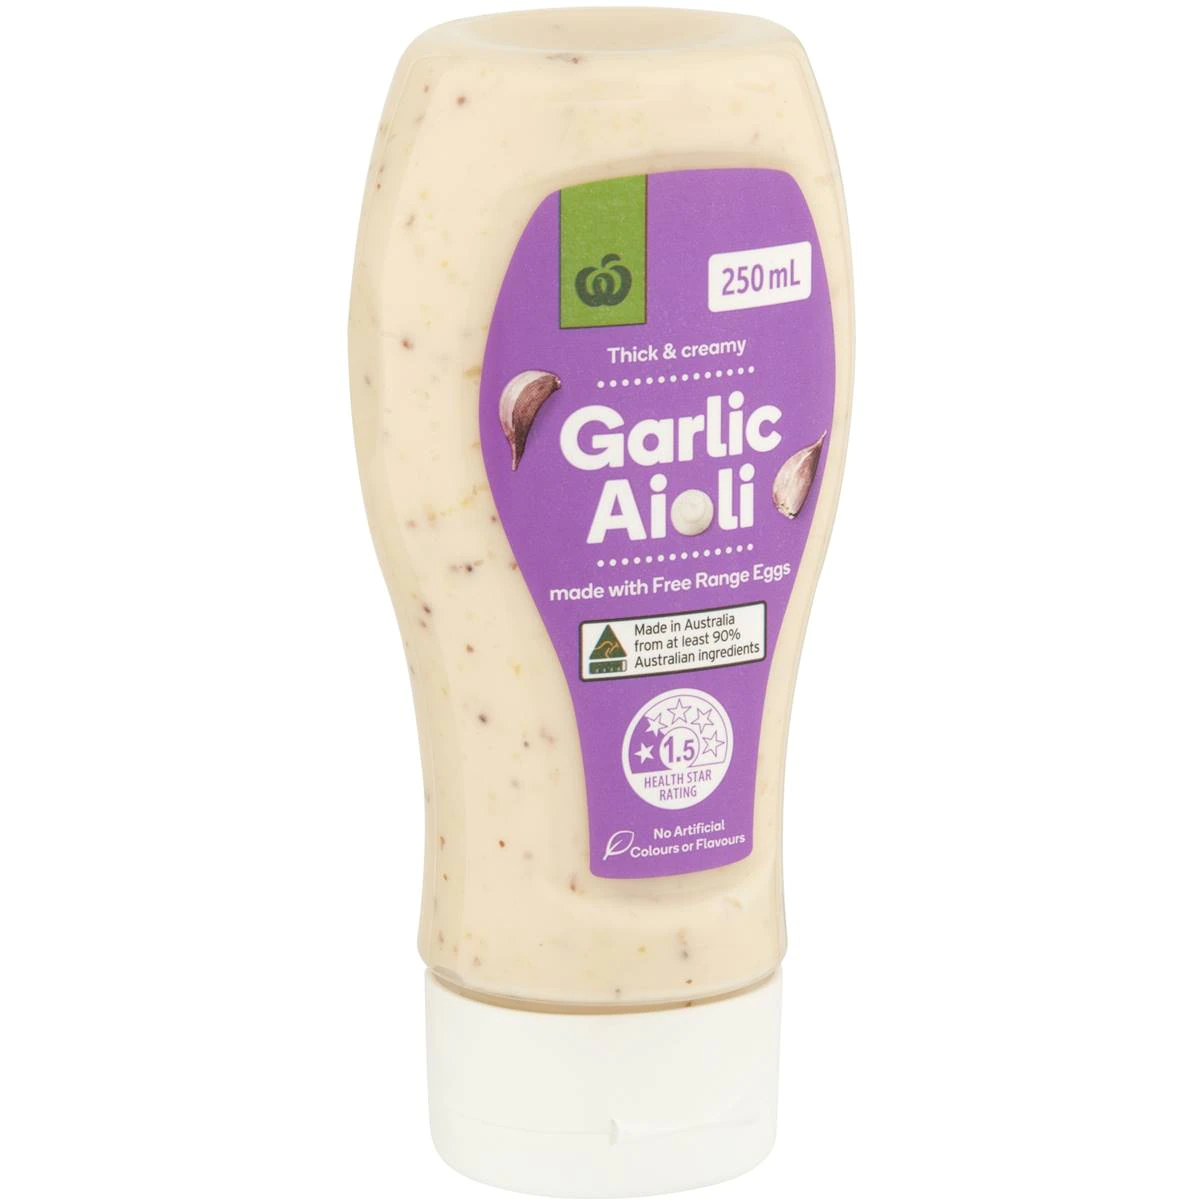 250 mL
Thick & creamy
Garlic
Aioli
made with Free Range Eggs
Made in Australia
from at least 90%
Australian ingredients
1.5
HEALTH STAR
RATING
No Artificial
Colours or Flavours